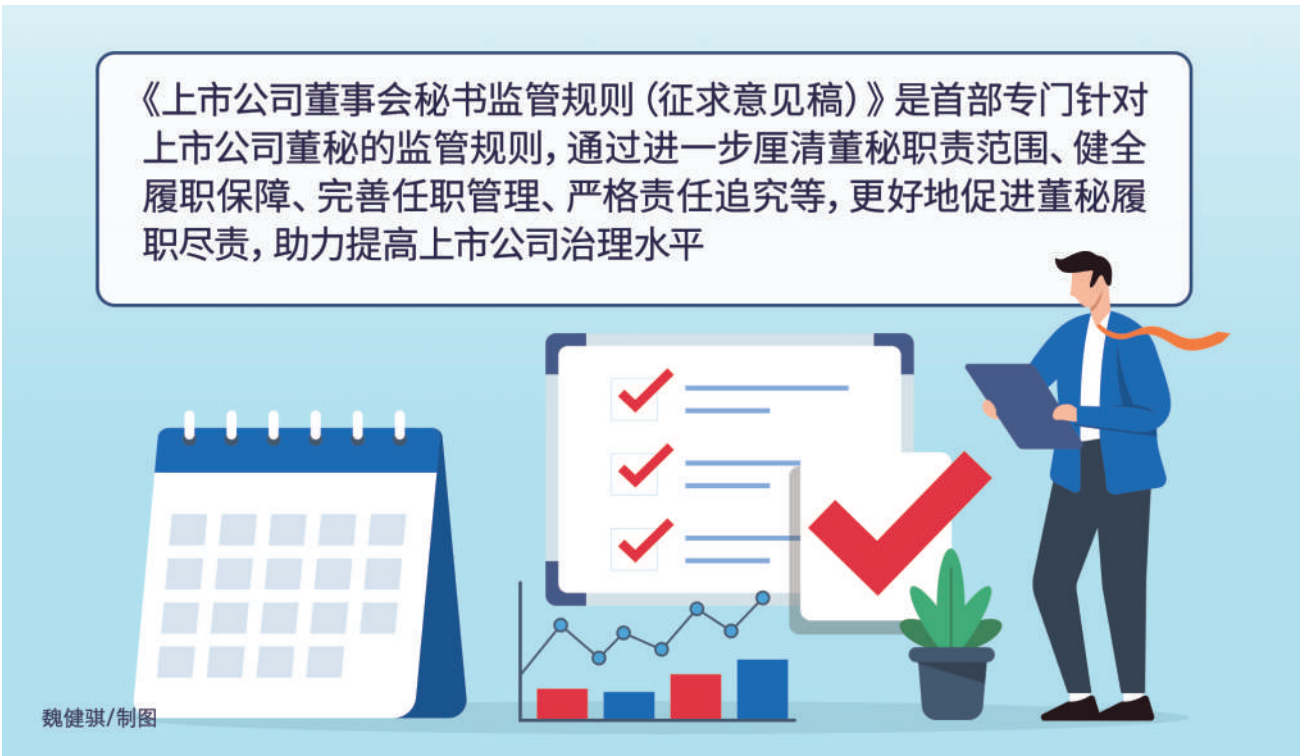 《上市公司董事会秘书监管规则(征求意见稿)》是首部专门针对
上市公司董秘的监管规则,通过进一步厘清董秘职责范围、健全
履职保障、完善任职管理、严格责任追究等,更好地促进董秘履
职尽责,助力提高上市公司治理水平
魏健骐/制图